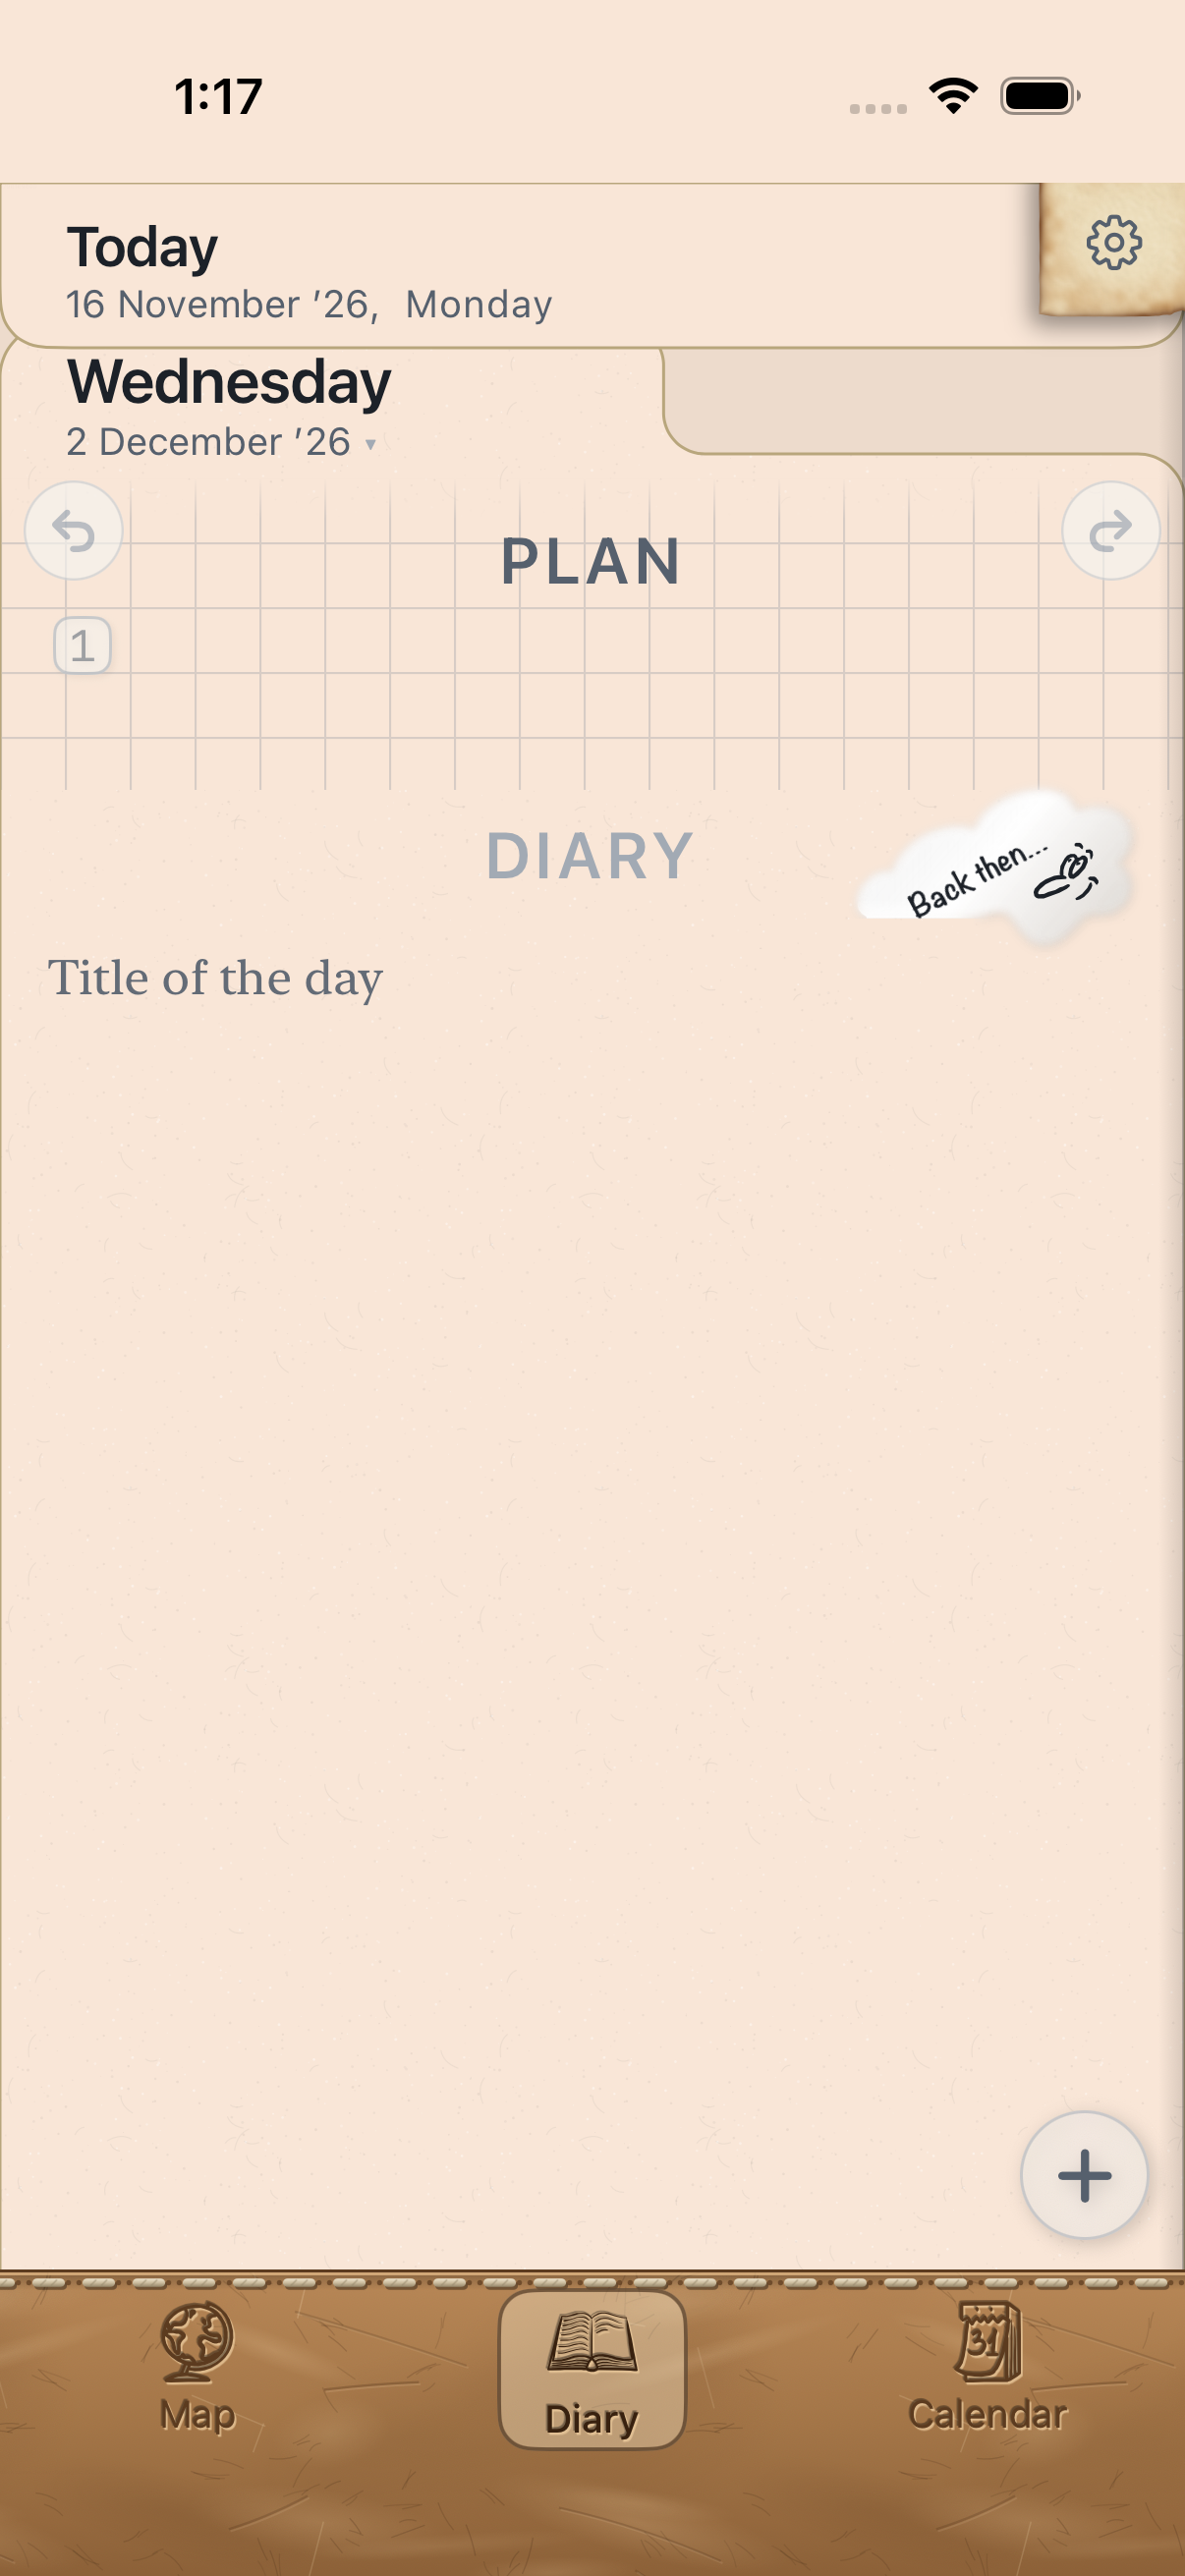 1:17
Today
16 November ’26, Monday
Wednesday
2 December ’26 ▾
PLAN
1
DIARY
Back then...
Title of the day
31
Map
Diary
Calendar